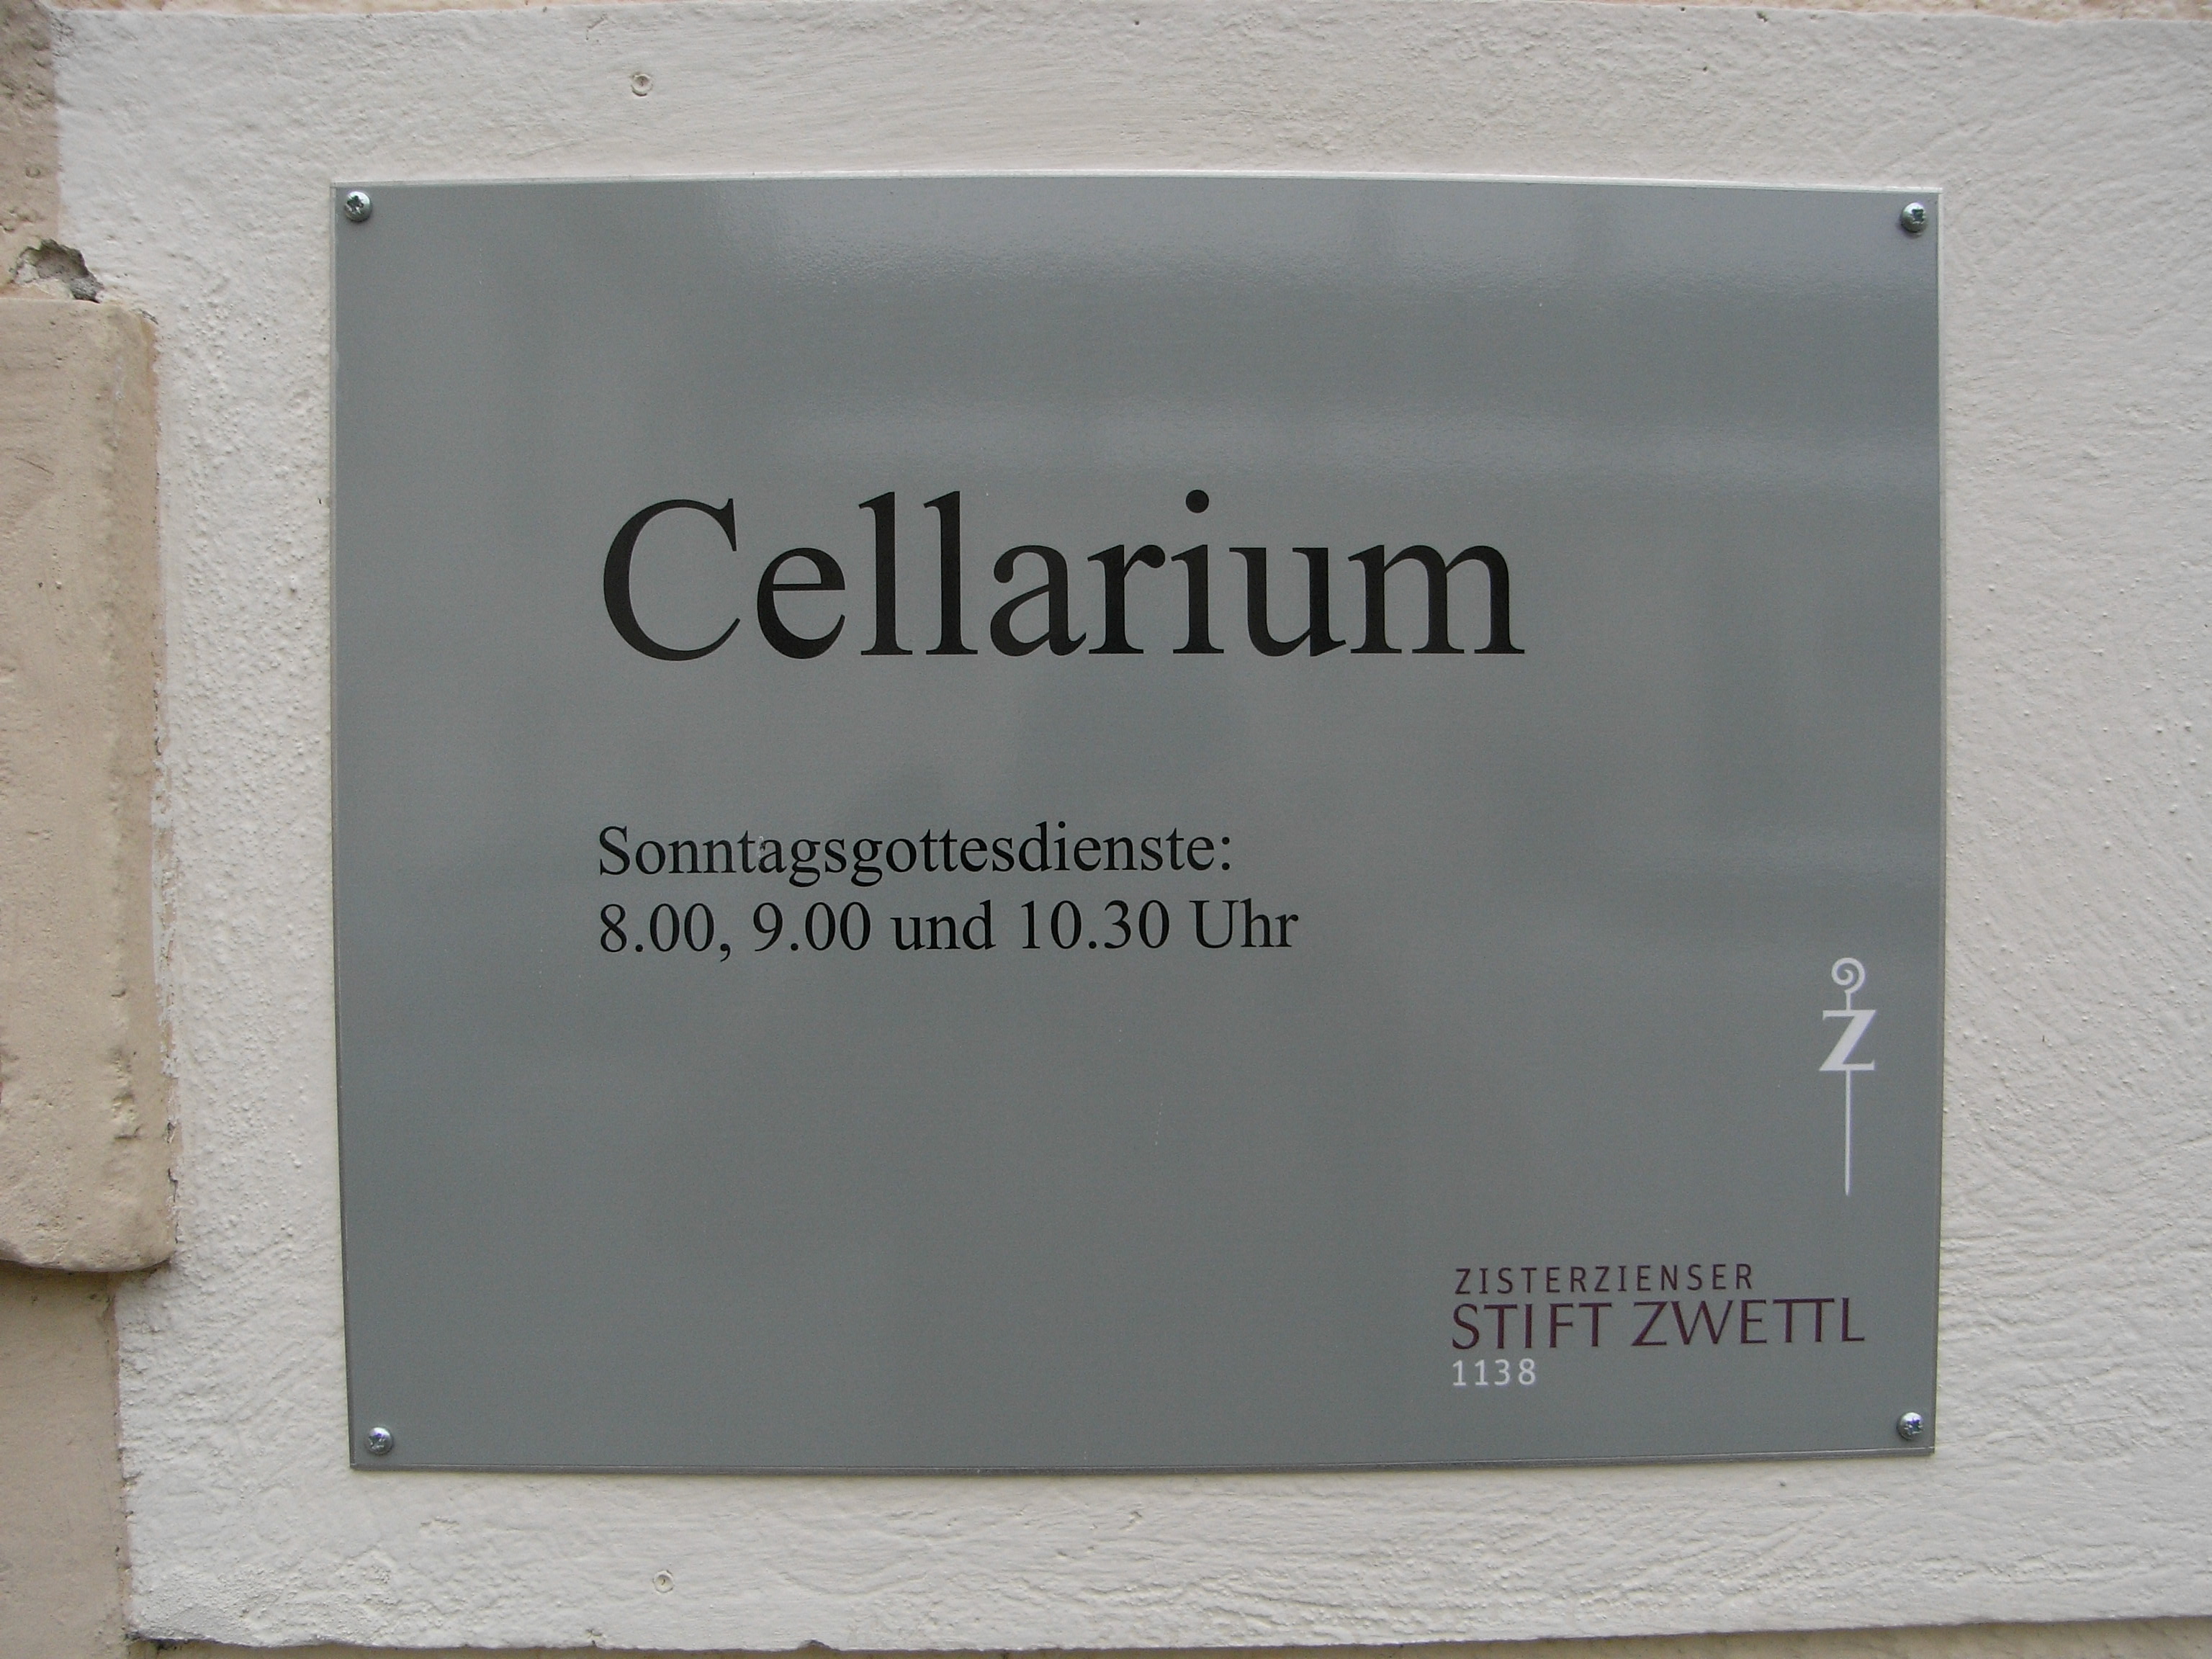 Cellarium
Sonntagsgottesdienste:
8.00, 9.00 und 10.30 Uhr
Z
ZISTERZIENSER
STIFT ZWETTL
1138